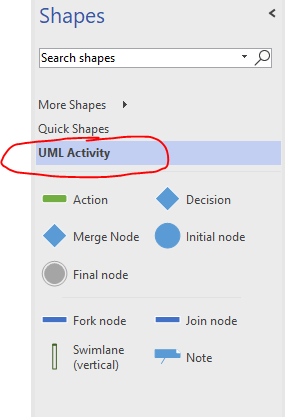 Shapes
Search shapes
More Shapes
Quick Shapes
UML Activity
Action
Decision
Merge Node
Initial node
Final node
Fork node
Join node
Swimlane
(vertical)
Note